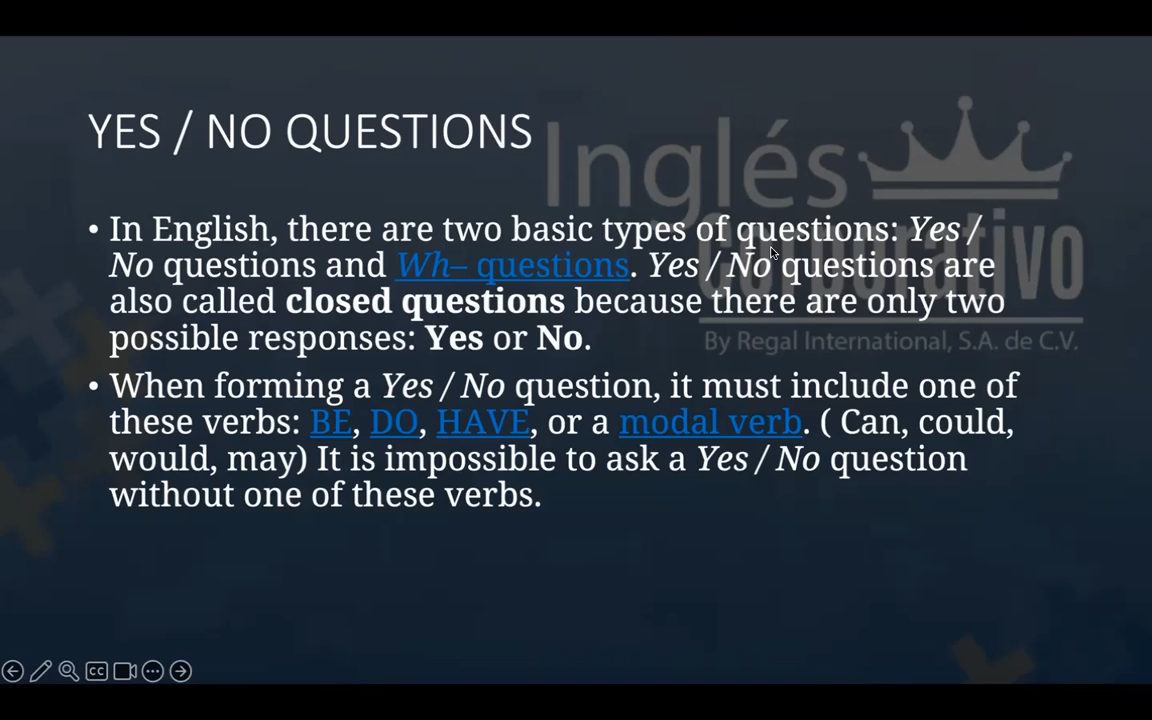 YES / NO QUESTIONS
Inglés
corporativo
By Regal International, S.A. de C.V.
• In English, there are two basic types of questions: Yes /
No questions and Wh– questions. Yes / No questions are
also called closed questions because there are only two
possible responses: Yes or No.
• When forming a Yes / No question, it must include one of
these verbs: BE, DO, HAVE, or a modal verb. ( Can, could,
would, may) It is impossible to ask a Yes / No question
without one of these verbs.
CC